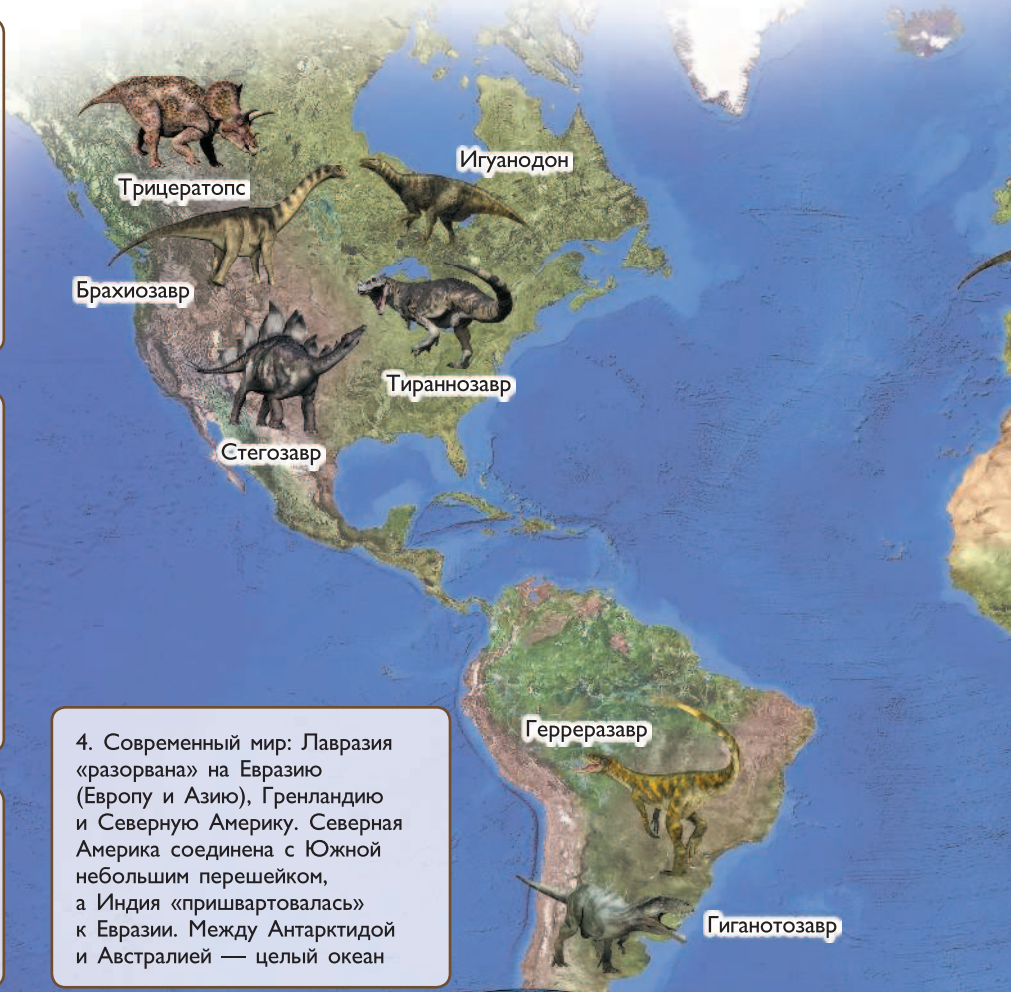 Игуанодон
Трицератопс
Брахиозавр
Тираннозавр
Стегозавр
Герреразавр
Гиганотозавр
4. Современный мир: Лавразия
«разорвана» на Евразию
(Европу и Азию), Гренландию
и Северную Америку. Северная
Америка соединена с Южной
небольшим перешейком,
а Индия «пришвартовалась»
к Евразии. Между Антарктидой
и Австралией — целый океан